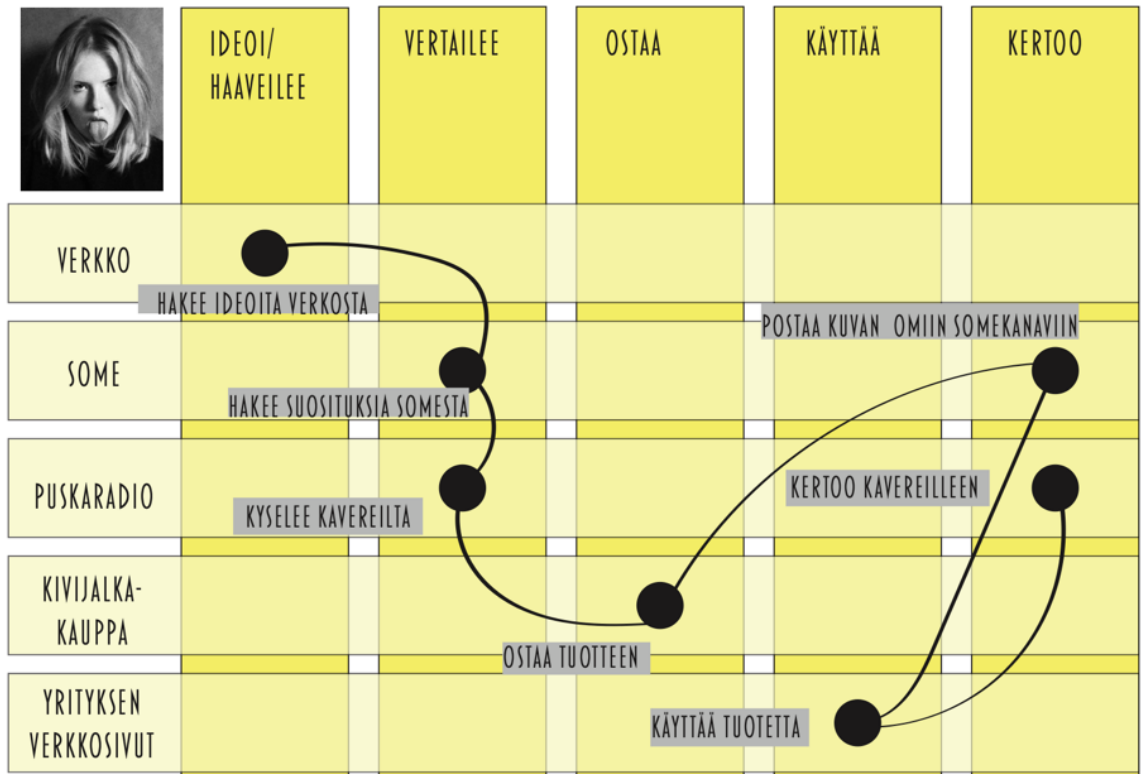 IDEOI/
HAAVEILEE
VERTAILEE
OSTAA
KÄYTTÄÄ
KERTOO
VERKKO
HAKEE IDEOITA VERKOSTA
POSTAA KUVAN OMIIN SOMEKANAVIIN
SOME
HAKEE SUOSITUKSIA SOMESTA
PUSKARADIO
KERTOO KAVEREILLEEN
KYSELEE KAVEREILTA
KIVIJALKA-
KAUPPA
OSTAA TUOTTEEN
YRITYKSEN
VERKKOSIVUT
KÄYTTÄÄ TUOTETTA